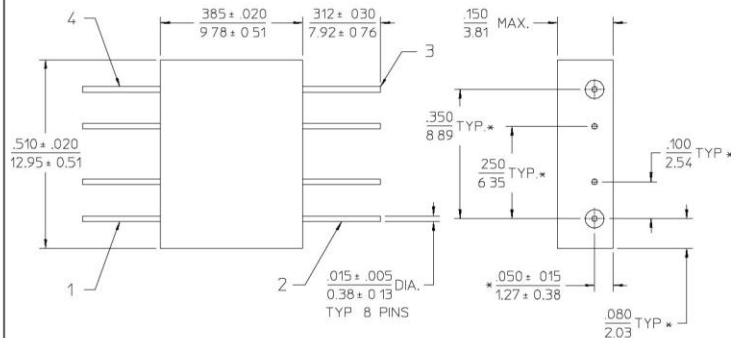 4
.385 ± .020
9.78 ± 0.51
.312 ± .030
7.92 ± 0.76
3
.510 ± .020
12.95 ± 0.51
1
2
.015 ± .005
0.38 ± 0.13
DIA.
TYP 8 PINS
.150
3.81
MAX.
.350
8.89
TYP.*
.250
6.35
TYP.*
.100
2.54
TYP *
* .050 ± .015
1.27 ± 0.38
.080
2.03
TYP *